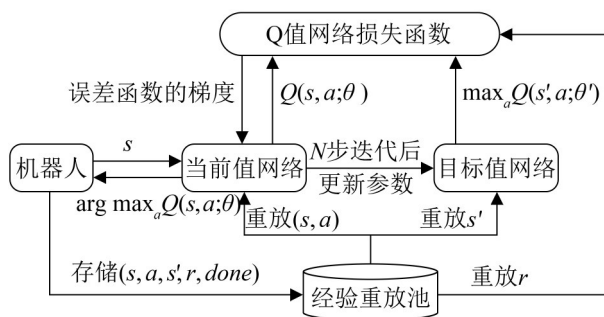 Q值网络损失函数
误差函数的梯度
Q(s,a;θ)
maxₐQ(s',a;θ')
机器人
s
当前值网络
N步迭代后
更新参数
目标值网络
arg maxₐQ(s,a;θ)
重放(s,a)
重放s'
存储(s,a,s',r,done)
经验重放池
重放r